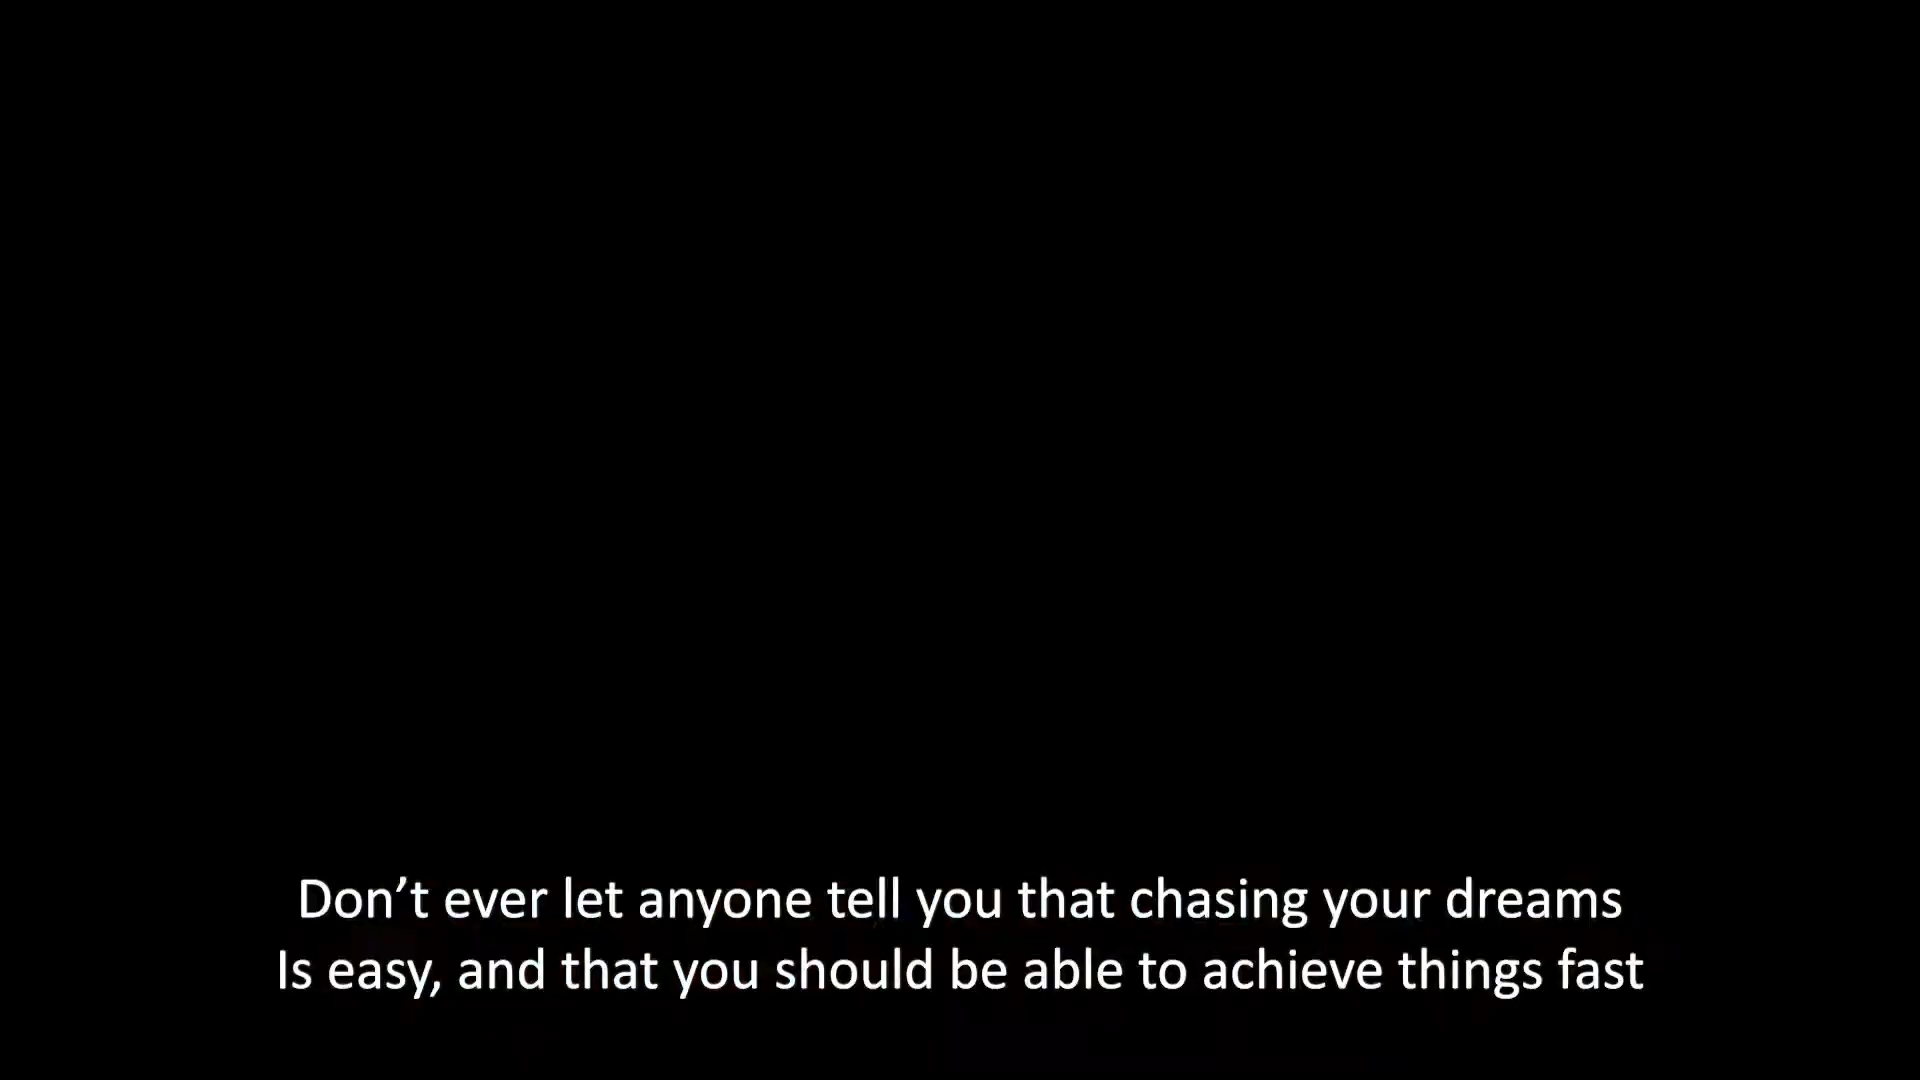 Don’t ever let anyone tell you that chasing your dreams
Is easy, and that you should be able to achieve things fast